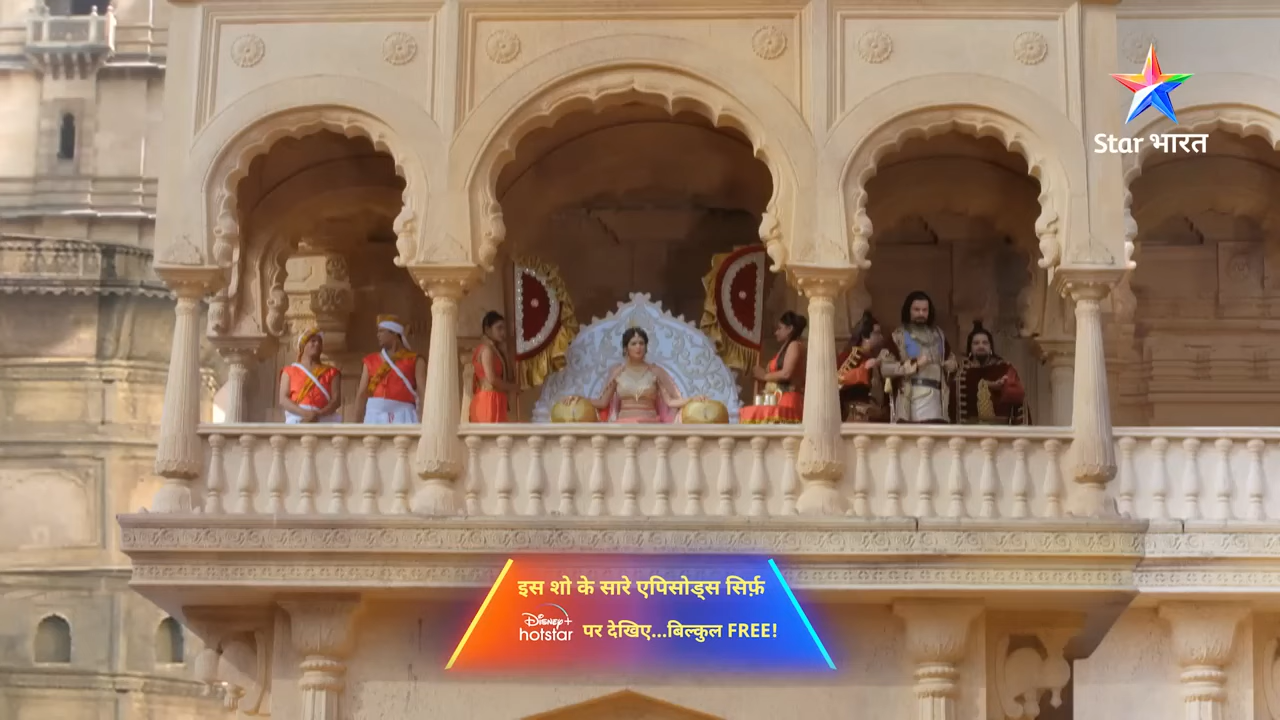 Star भारत
इस शो के सारे एपिसोड्स सिर्फ़
Disney+
hotstar पर देखिए...बिल्कुल FREE!